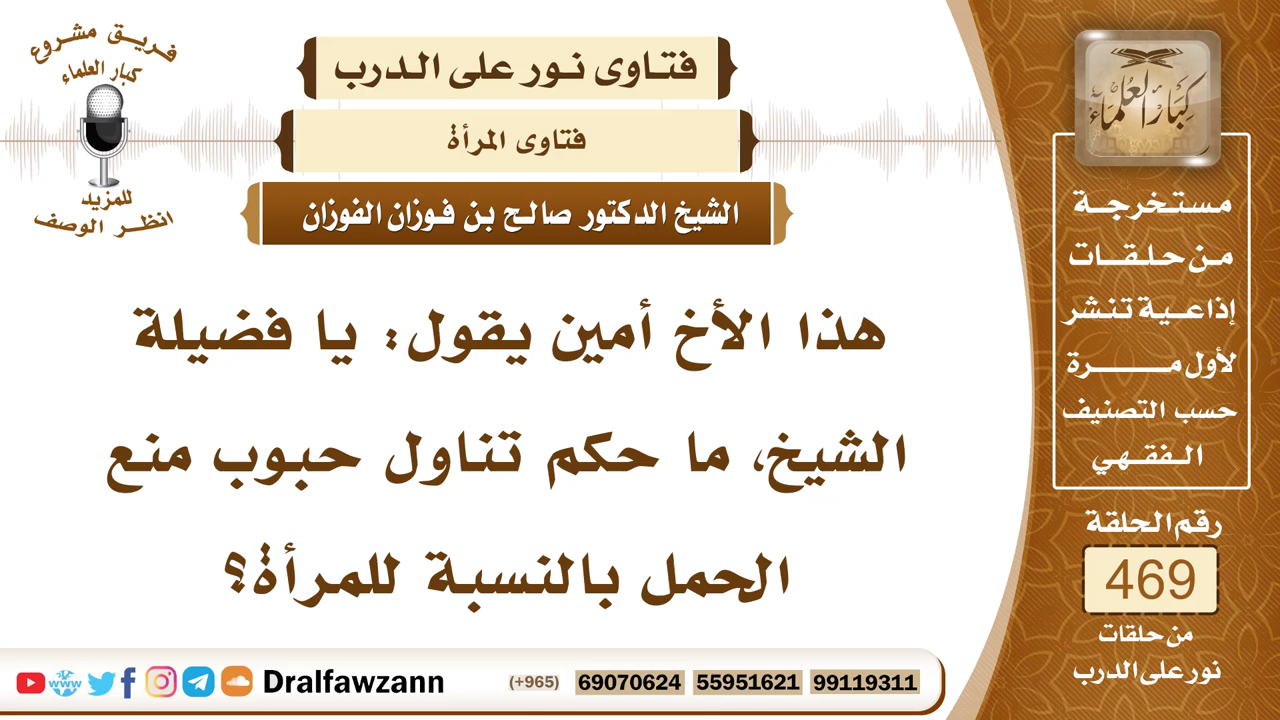 فريق مشروع
كبار العلماء
للمزيد
انظر الوصف
فتاوى نور على الدرب
فتاوى المرأة
الشيخ الدكتور صالح بن فوزان الفوزان
هذا الأخ أمين يقول: يا فضيلة
الشيخ، ما حكم تناول حبوب منع
الحمل بالنسبة للمرأة؟
كبار العلماء
مستخرجة
من حلقات
إذاعية تنشر
لأول مرة
حسب التصنيف
الفقهي
رقم الحلقة
469
من حلقات
نور على الدرب
www Dralfawzann (+965) 69070624 55951621 99119311